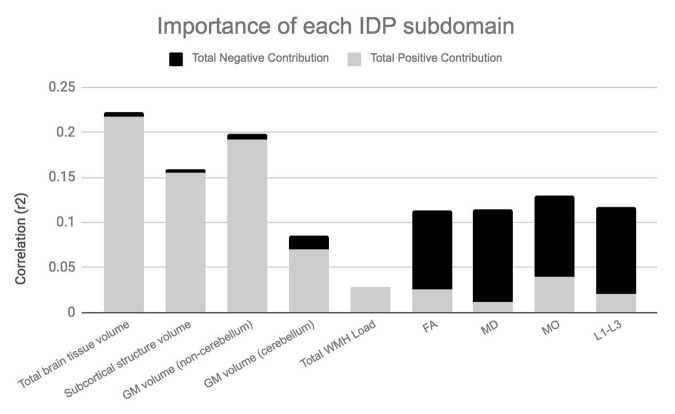 Importance of each IDP subdomain
Total Negative Contribution
Total Positive Contribution
Correlation (r2)
0.25
0.2
0.15
0.1
0.05
0
Total brain tissue volume
Subcortical structure volume
GM volume (non-cerebellum)
GM volume (cerebellum)
Total WMH Load
FA
MD
MO
L1-L3